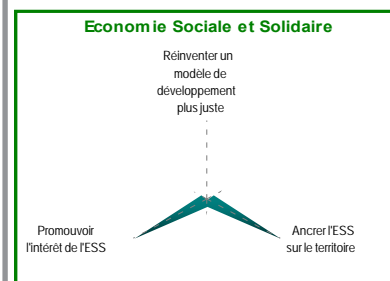 Economie Sociale et Solidaire
Réinventer un
modèle de
développement
plus juste
Promouvoir
l'intérêt de l'ESS
Ancrer l'ESS
sur le territoire